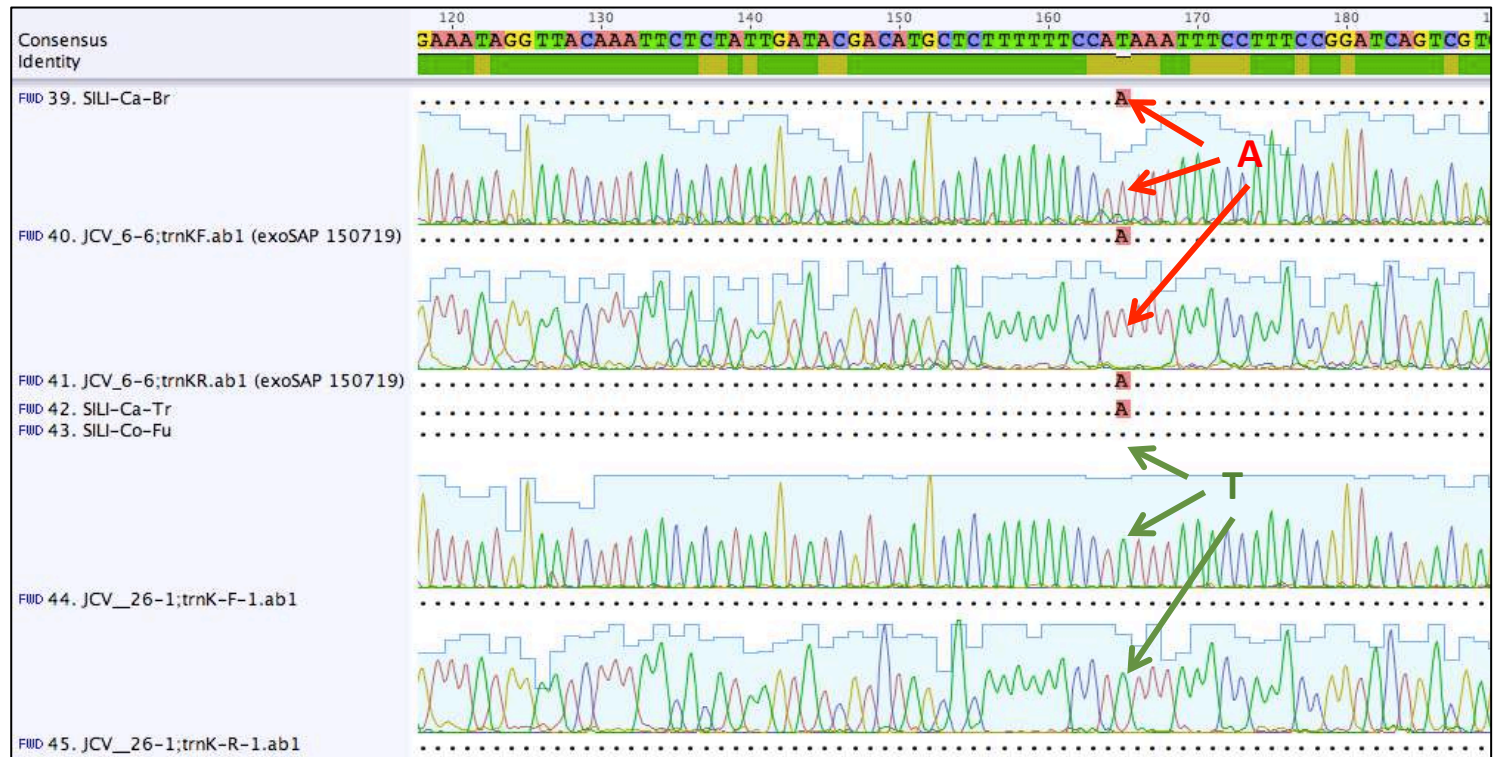 120 130 140 150 160 170 180 1
Consensus GAAATAGGTTACAAATTCTCTATTGATACGACATGCTCTTTTTTCCATAAATTTCCTTTCCGGATCAGTCGT
Identity
FWD 39. SILI-Ca-Br A
A
FWD 40. JCV_6-6;trnKF.ab1 (exoSAP 150719) A
FWD 41. JCV_6-6;trnKR.ab1 (exoSAP 150719) A
FWD 42. SILI-Ca-Tr A
FWD 43. SILI-Co-Fu
T
FWD 44. JCV__26-1;trnK-F-1.ab1
FWD 45. JCV__26-1;trnK-R-1.ab1